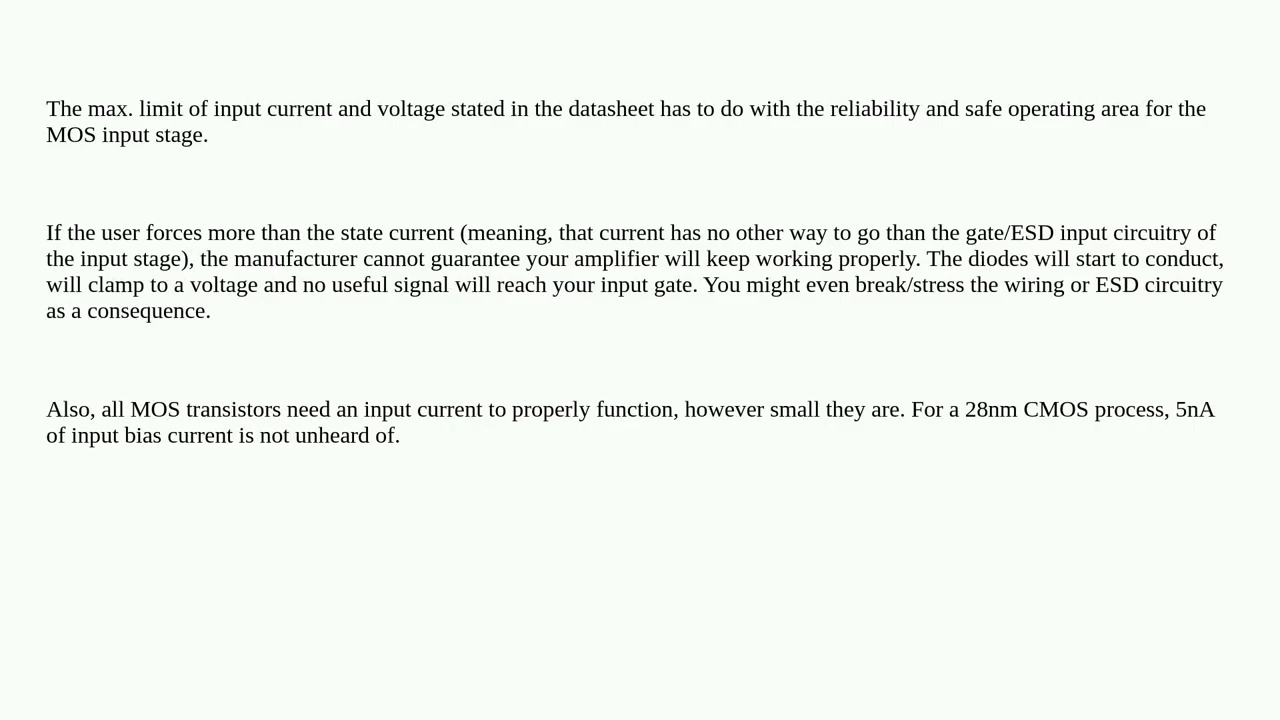 The max. limit of input current and voltage stated in the datasheet has to do with the reliability and safe operating area for the
MOS input stage.
If the user forces more than the state current (meaning, that current has no other way to go than the gate/ESD input circuitry of
the input stage), the manufacturer cannot guarantee your amplifier will keep working properly. The diodes will start to conduct,
will clamp to a voltage and no useful signal will reach your input gate. You might even break/stress the wiring or ESD circuitry
as a consequence.
Also, all MOS transistors need an input current to properly function, however small they are. For a 28nm CMOS process, 5nA
of input bias current is not unheard of.